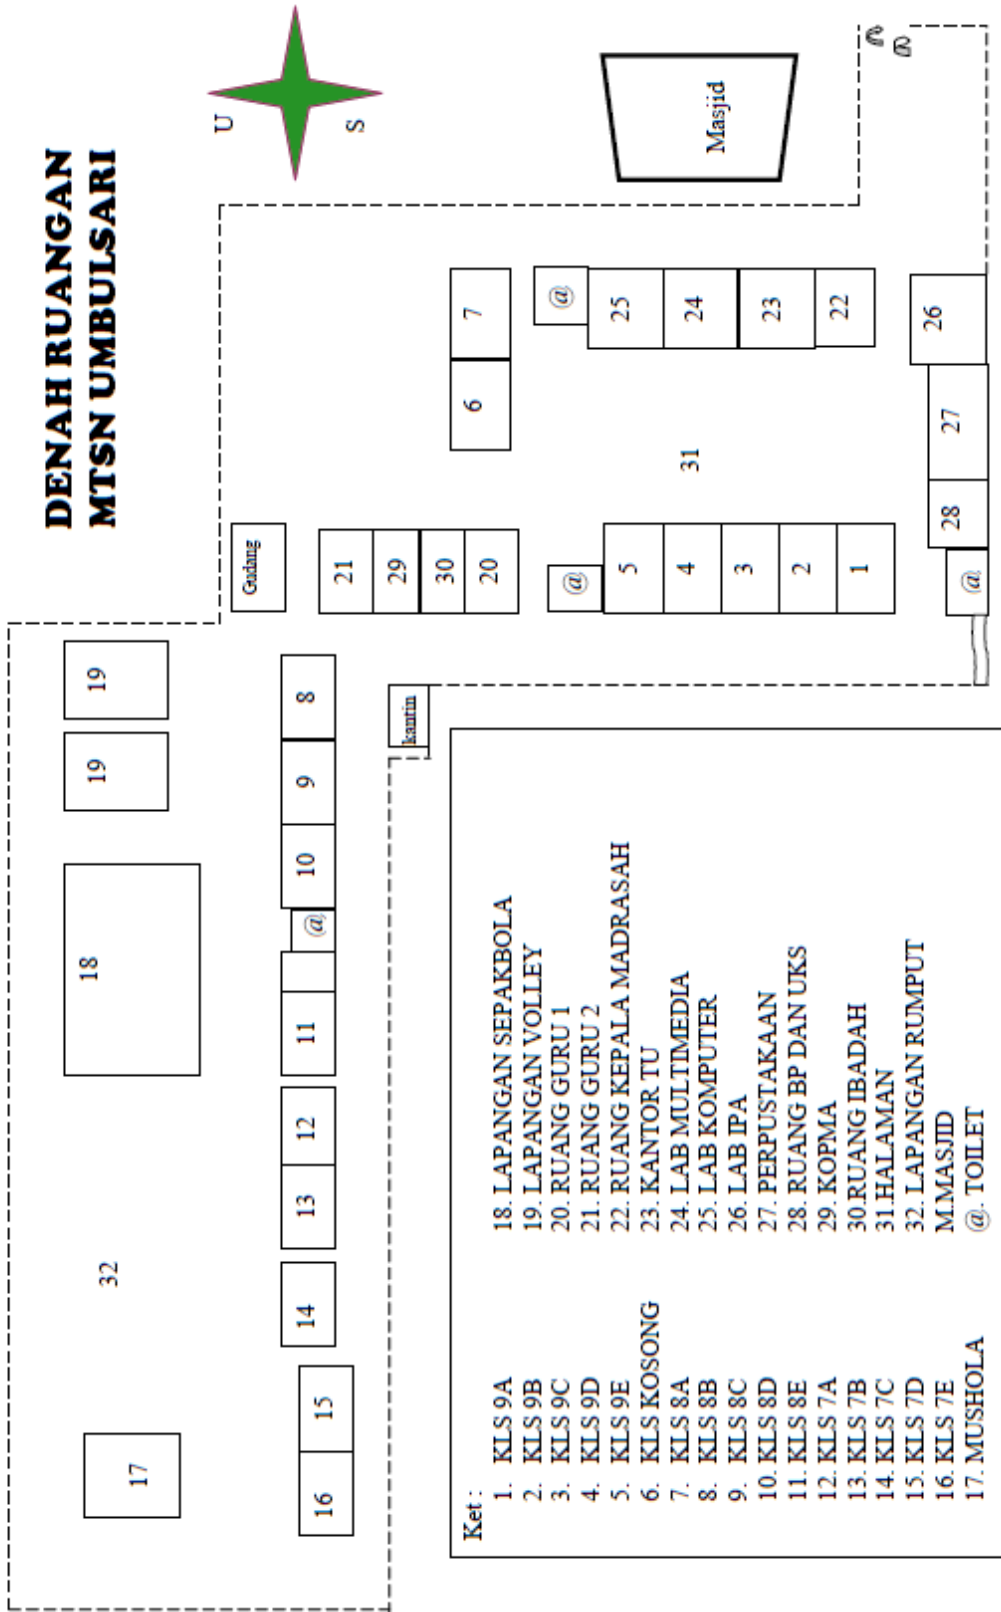 DENAH RUANGAN
MTSN UMBULSARI
U
S
17
32
18
19
19
16
15
14
13
12
11
@
10
9
8
Gudang
21
29
30
20
6
7
kantin
@
5
4
3
2
1
31
@
25
24
23
22
Masjid
@
28
27
26
Ket :
1. KLS 9A
2. KLS 9B
3. KLS 9C
4. KLS 9D
5. KLS 9E
6. KLS KOSONG
7. KLS 8A
8. KLS 8B
9. KLS 8C
10. KLS 8D
11. KLS 8E
12. KLS 7A
13. KLS 7B
14. KLS 7C
15. KLS 7D
16. KLS 7E
17. MUSHOLA
18. LAPANGAN SEPAKBOLA
19. LAPANGAN VOLLEY
20. RUANG GURU 1
21. RUANG GURU 2
22. RUANG KEPALA MADRASAH
23. KANTOR TU
24. LAB MULTIMEDIA
25. LAB KOMPUTER
26. LAB IPA
27. PERPUSTAKAAN
28. RUANG BP DAN UKS
29. KOPMA
30.RUANG IBADAH
31.HALAMAN
32. LAPANGAN RUMPUT
M.MASJID
@. TOILET